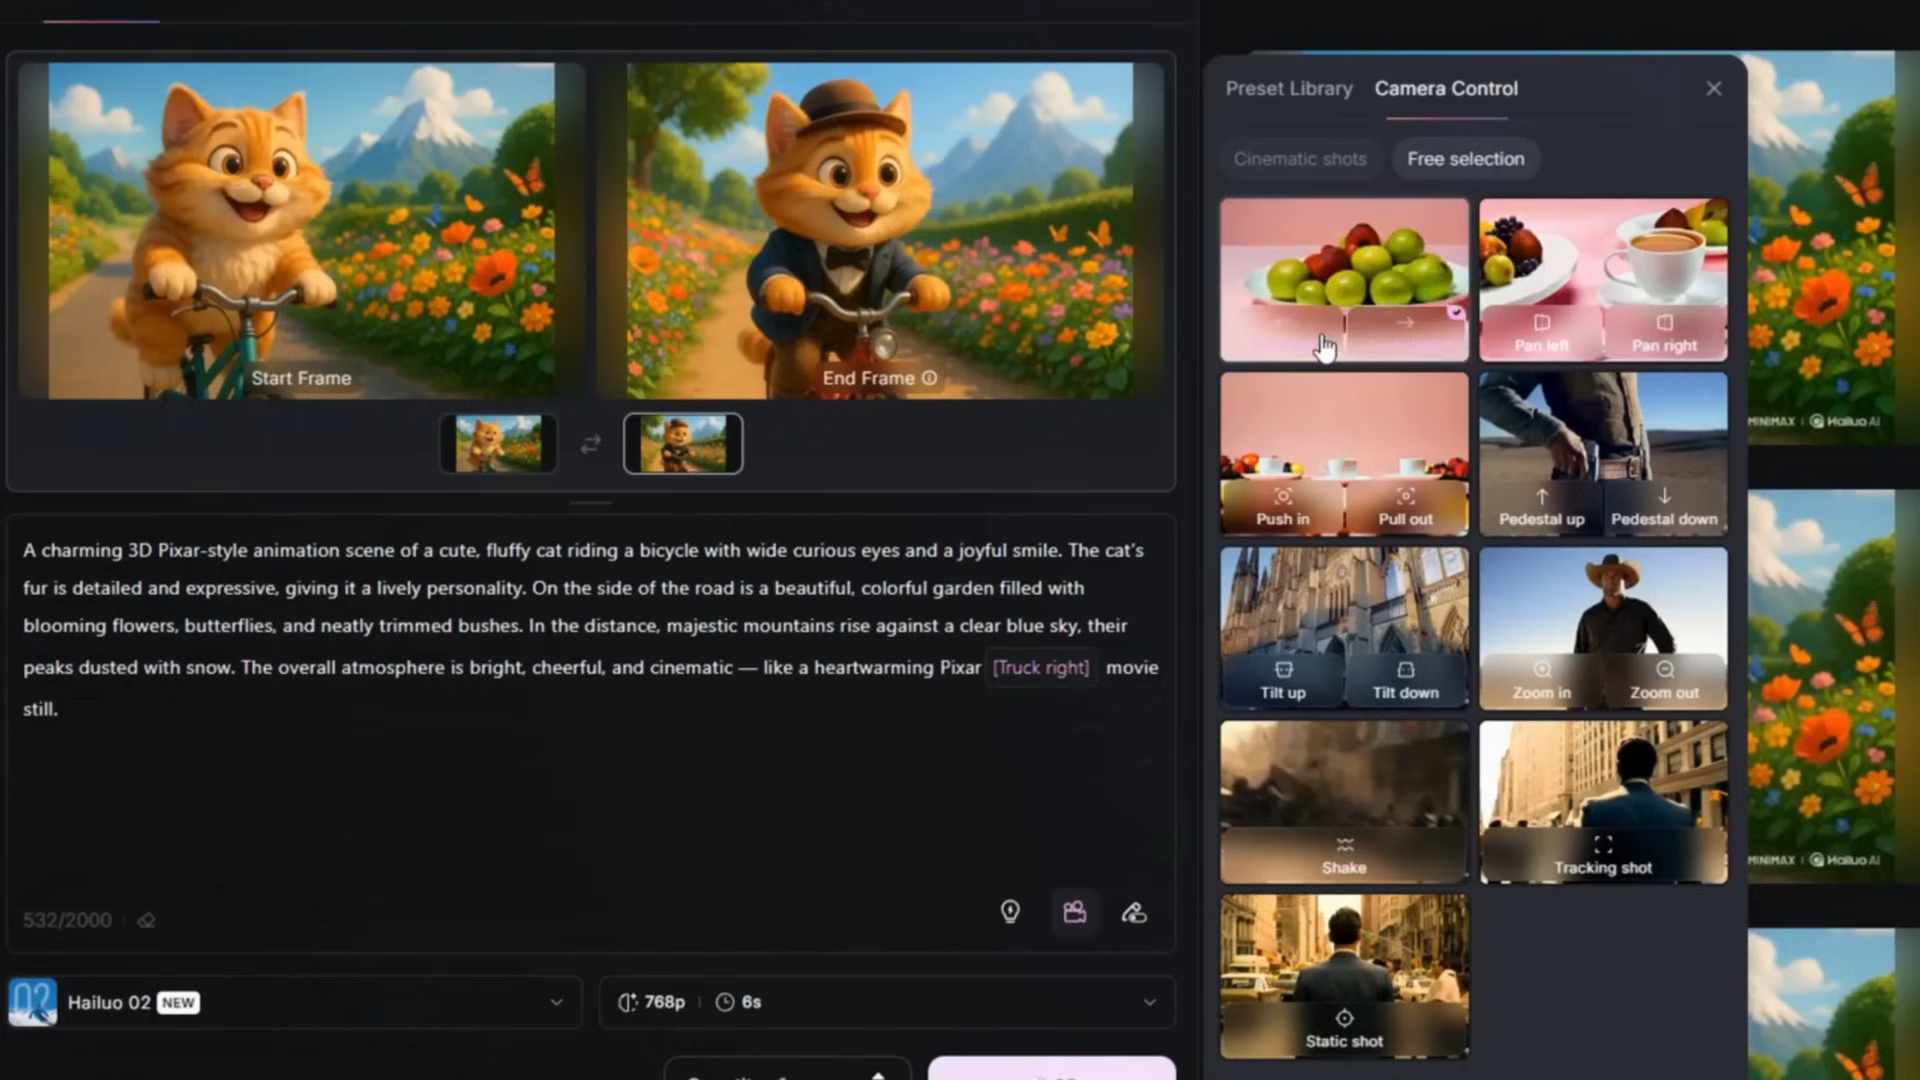 Start Frame
End Frame
A charming 3D Pixar-style animation scene of a cute, fluffy cat riding a bicycle with wide curious eyes and a joyful smile. The cat's
fur is detailed and expressive, giving it a lively personality. On the side of the road is a beautiful, colorful garden filled with
blooming flowers, butterflies, and neatly trimmed bushes. In the distance, majestic mountains rise against a clear blue sky, their
peaks dusted with snow. The overall atmosphere is bright, cheerful, and cinematic — like a heartwarming Pixar [Truck right] movie
still.
532/2000
02
Hailuo 02 NEW
768p
6s
Preset Library
Camera Control
Cinematic shots
Free selection
Pan left
Pan right
Push in
Pull out
Pedestal up
Pedestal down
Tilt up
Tilt down
Zoom in
Zoom out
Shake
Tracking shot
Static shot
MINIMAX | Hailuo AI
MINIMAX | Hailuo AI